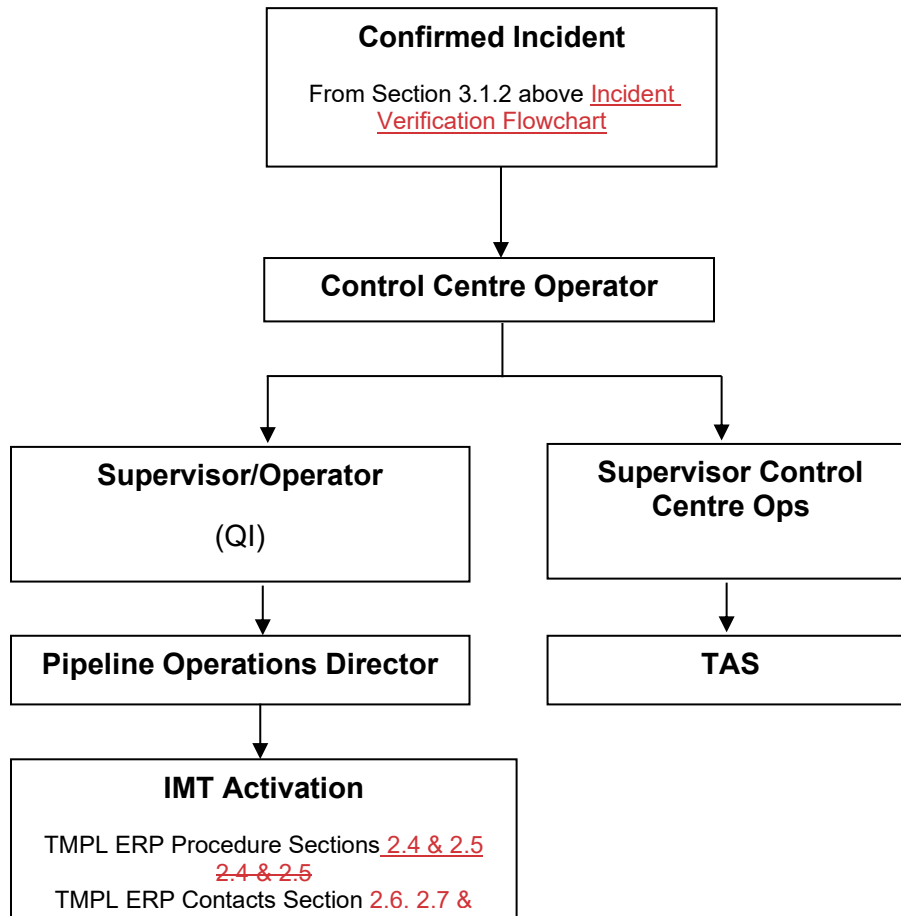 Confirmed Incident
From Section 3.1.2 above Incident
Verification Flowchart
Control Centre Operator
Supervisor/Operator
(QI)
Supervisor Control
Centre Ops
Pipeline Operations Director
TAS
IMT Activation
TMPL ERP Procedure Sections 2.4 & 2.5
2.4 & 2.5
TMPL ERP Contacts Section 2.6. 2.7 &